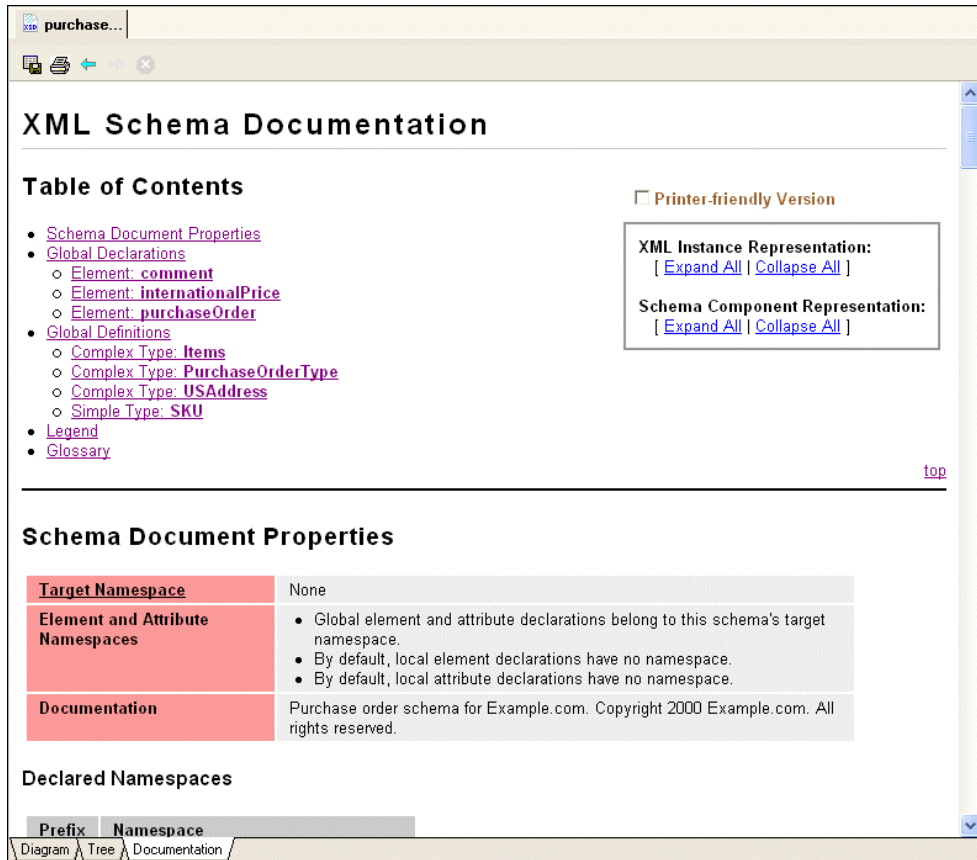 purchase...
XML Schema Documentation
Table of Contents
Printer-friendly Version
Schema Document Properties
Global Declarations
Element: comment
Element: internationalPrice
Element: purchaseOrder
Global Definitions
Complex Type: Items
Complex Type: PurchaseOrderType
Complex Type: USAddress
Simple Type: SKU
Legend
Glossary
XML Instance Representation:
[ Expand All | Collapse All ]
Schema Component Representation:
[ Expand All | Collapse All ]
top
Schema Document Properties
Target Namespace
None
Element and Attribute
Namespaces
Global element and attribute declarations belong to this schema's target
namespace.
By default, local element declarations have no namespace.
By default, local attribute declarations have no namespace.
Documentation
Purchase order schema for Example.com. Copyright 2000 Example.com. All
rights reserved.
Declared Namespaces
Prefix Namespace
Diagram Tree Documentation